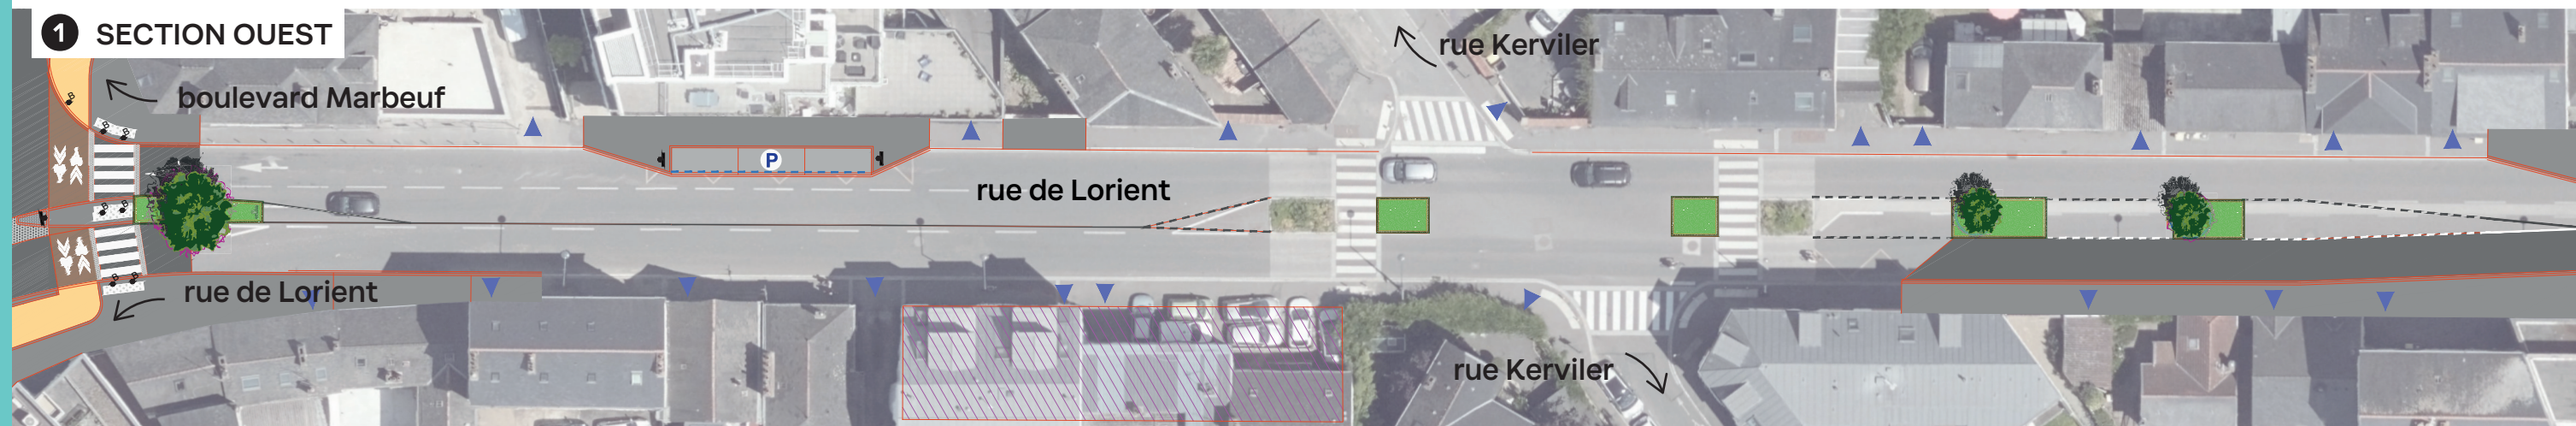 1 SECTION OUEST
rue Kerviler
boulevard Marbeuf
P
rue de Lorient
rue de Lorient
rue Kerviler